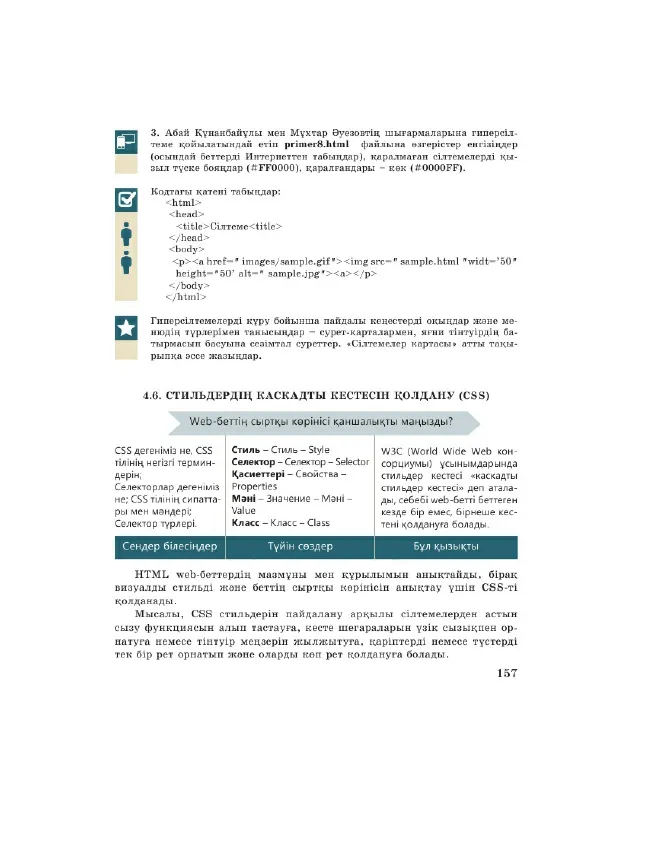 3. Абай Құнанбайұлы мен Мұхтар Әуезовтің шығармаларына гиперсіл-
теме қойылатындай етіп primer8.html файлына өзгерістер енгізіңдер
(осындай беттерді Интернеттен табыңдар), қаралмаған сілтемелерді қы-
зыл түске бояңдар (#FF0000), қаралғандары – көк (#0000FF).
Кодтағы қатені табыңдар:
<html>
<head>
<title>Сілтеме<title>
</head>
<body>
<p><a href=" images/sample.gif"><img src=" sample.html "widt='50"
height="50' alt=" sample.jpg"><a></p>
</body>
</html>
Гиперсілтемелерді құру бойынша пайдалы кеңестерді оқыңдар және ме-
нюдің түрлерімен танысыңдар – сурет-карталармен, яғни тінтуірдің ба-
тырмасын басуына сезімтал суреттер. «Сілтемелер картасы» атты тақы-
рыпқа эссе жазыңдар.
4.6. СТИЛЬДЕРДІҢ КАСКАДТЫ КЕСТЕСІН ҚОЛДАНУ (CSS)
Web-беттің сыртқы көрінісі қаншалықты маңызды?
CSS дегеніміз не, CSS
тілінің негізгі термин-
дерін;
Селекторлар дегеніміз
не; CSS тілінің сипатта-
ры мен мәндері;
Селектор түрлері.
Сендер білесіңдер
Стиль – Стиль – Style
Селектор – Селектор – Selector
Қасиеттері – Свойства –
Properties
Мәні – Значение – Мәні –
Value
Класс – Класс – Class
Түйін сөздер
W3C (World Wide Web кон-
сорциумы) ұсынымдарында
стильдер кестесі «каскадты
стильдер кестесі» деп атала-
ды, себебі web-бетті беттеген
кезде бір емес, бірнеше кес-
тені қолдануға болады.
Бұл қызықты
HTML web-беттердің мазмұны мен құрылымын анықтайды, бірақ
визуалды стильді және беттің сыртқы көрінісін анықтау үшін CSS-ті
қолданады.
Мысалы, CSS стильдерін пайдалану арқылы сілтемелерден астын
сызу функциясын алып тастауға, кесте шегараларын үзік сызықпен ор-
натуға немесе тінтуір меңзерін жылжытуға, қаріптерді немесе түстерді
тек бір рет орнатып және оларды көп рет қолдануға болады.
157